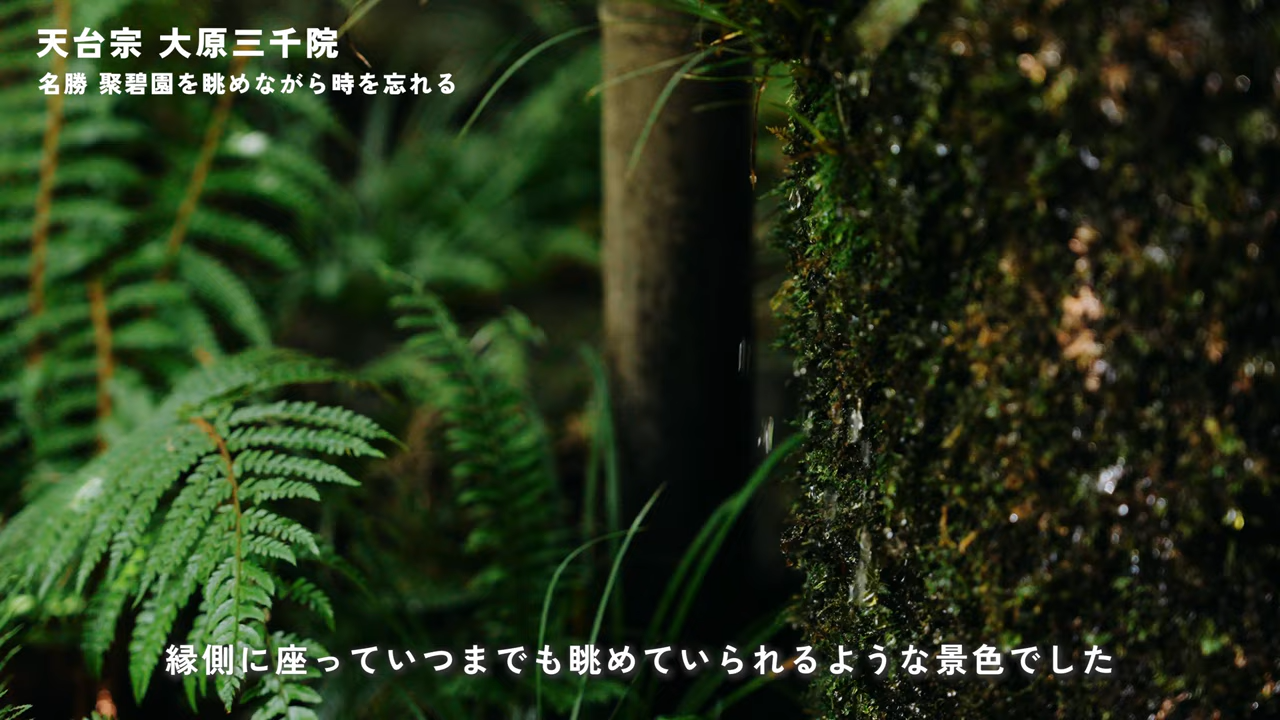 天台宗 大原三千院
名勝 聚碧園を眺めながら時を忘れる
縁側に座っていつまでも眺めていられるような景色でした